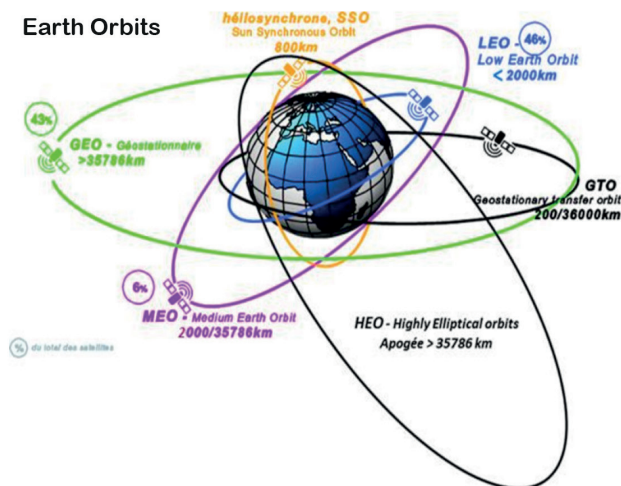 Earth Orbits
héliosynchrone, SSO
Sun Synchronous Orbit
800km
LEO - 46%
Low Earth Orbit
< 2000km
43%
GEO - Géostationnaire
>35786km
GTO
Geostationary transfer orbit
200/36000km
6%
MEO - Medium Earth Orbit
2000/35786km
HEO - Highly Elliptical orbits
Apogée > 35786 km
% du total des satellites